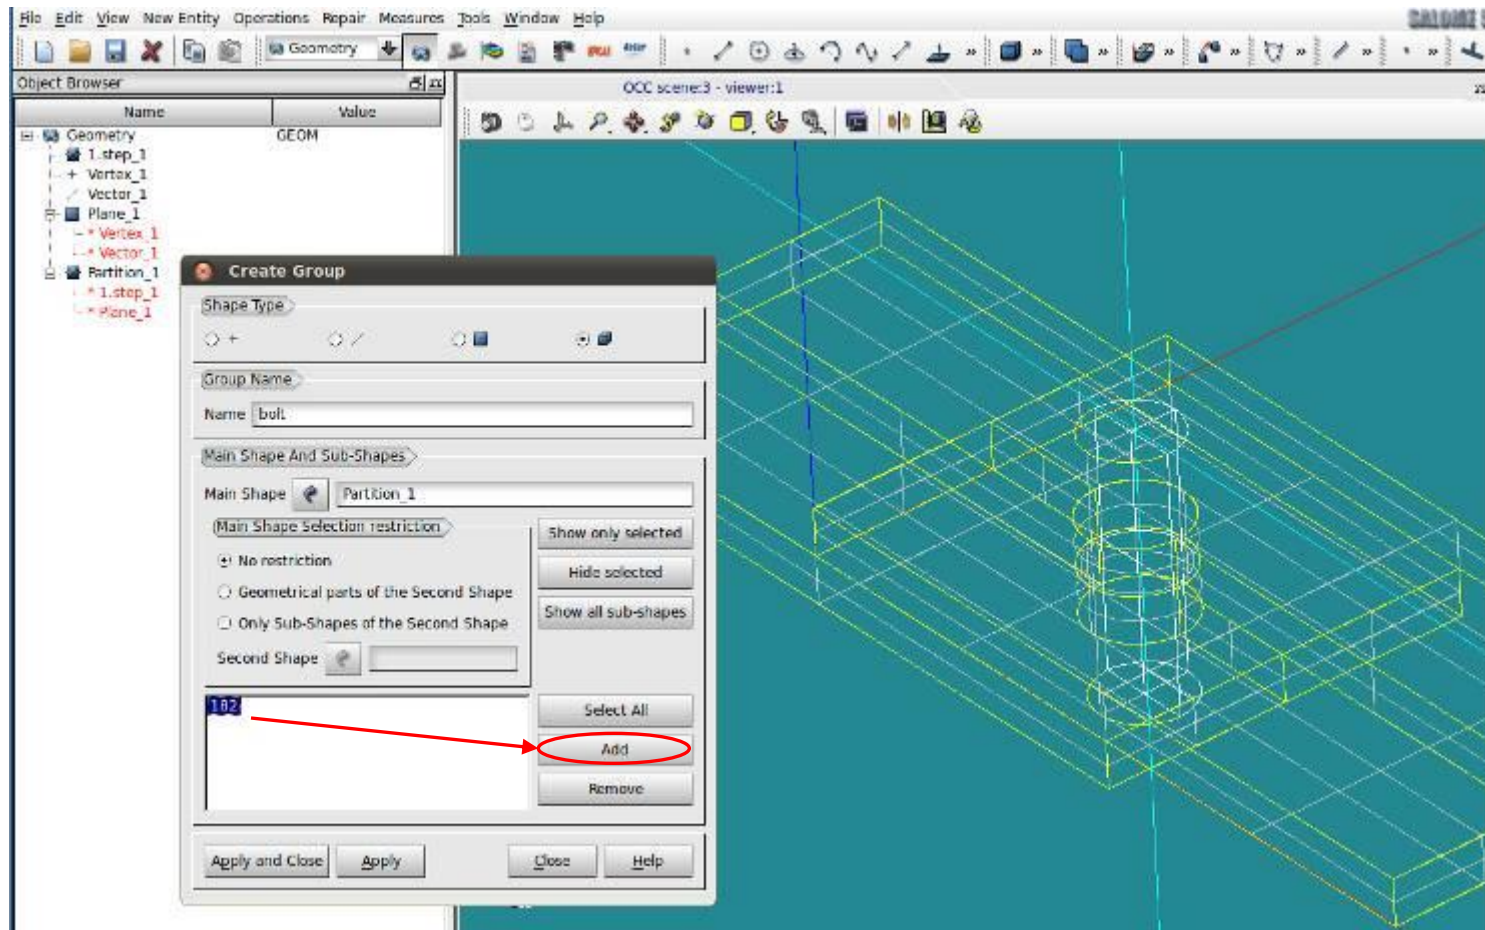 File Edit View New Entity Operations Repair Measures Tools Window Help
Geometry
Object Browser
OCC scene:3 - viewer:1
Name Value
Geometry GEOM
1.step_1
Vertex_1
Vector_1
Plane_1
* Vertex_1
* Vector_1
Partition_1
* 1.step_1
* Plane_1
Create Group
Shape Type
Group Name
Name bolt
Main Shape And Sub-Shapes
Main Shape Partition_1
Main Shape Selection restriction
Show only selected
No restriction
Hide selected
Geometrical parts of the Second Shape
Show all sub-shapes
Only Sub-Shapes of the Second Shape
Second Shape
182
Select All
Add
Remove
Apply and Close Apply Close Help